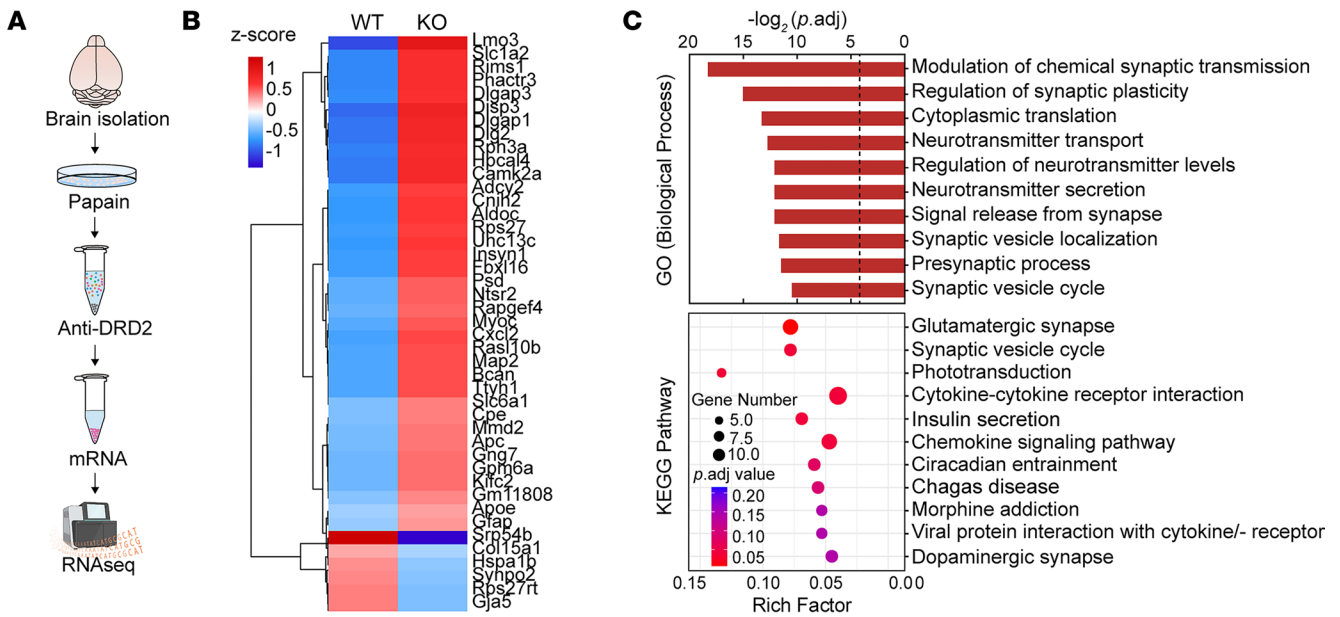 A
Brain isolation
Papain
Anti-DRD2
mRNA
RNAseq
B
WT KO
z-score
1
0.5
0
-0.5
-1
Lmo3
Slc1a2
Rims1
Phactr3
Dlgap3
Disp3
Dlgap1
Dlg2
Rph3a
Hpcal4
Camk2a
Adcy2
Cnih2
Aldoc
Rps27
Unc13c
Insyn1
Fbxl16
Psd
Ntsr2
Rapgef4
Myoc
Cxcl2
Rasl10b
Map2
Bcan
Ttyh1
Slc6a1
Cpe
Mmd2
Apc
Gng7
Gpm6a
Kifc2
Gm11808
Apoe
Gfap
Srp54b
Col15a1
Hspa1b
Synpo2
Rps27rt
Gja5
C
-log2 (p.adj)
20 15 10 8 4 0
GO (Biological Process)
Modulation of chemical synaptic transmission
Regulation of synaptic plasticity
Cytoplasmic translation
Neurotransmitter transport
Regulation of neurotransmitter levels
Neurotransmitter secretion
Signal release from synapse
Synaptic vesicle localization
Presynaptic process
Synaptic vesicle cycle
KEGG Pathway
Glutamatergic synapse
Synaptic vesicle cycle
Phototransduction
Cytokine-cytokine receptor interaction
Insulin secretion
Chemokine signaling pathway
Ciracadian entrainment
Chagas disease
Morphine addiction
Viral protein interaction with cytokine/- receptor
Dopaminergic synapse
Gene Number
5.0
7.5
10.0
p.adj value
0.20
0.15
0.10
0.05
0.15 0.10 0.05 0.00
Rich Factor